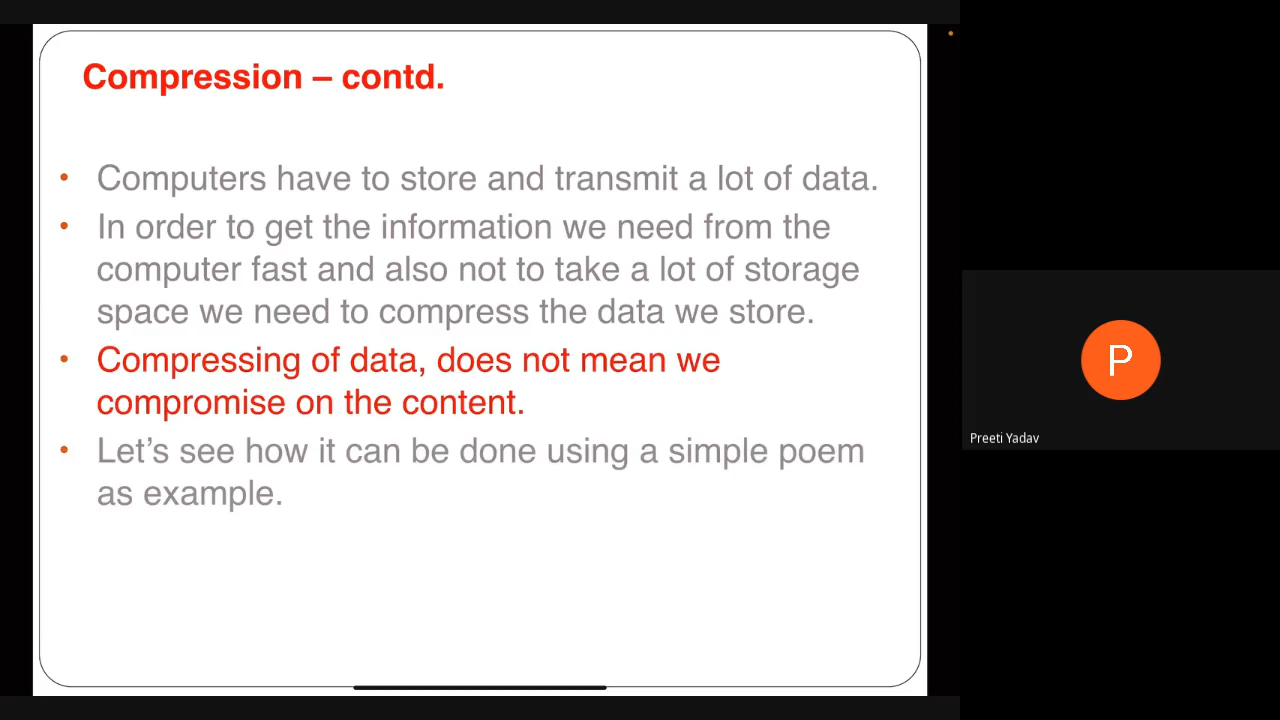 Compression – contd.
• Computers have to store and transmit a lot of data.
• In order to get the information we need from the
computer fast and also not to take a lot of storage
space we need to compress the data we store.
• Compressing of data, does not mean we
compromise on the content.
• Let’s see how it can be done using a simple poem
as example.
P
Preeti Yadav